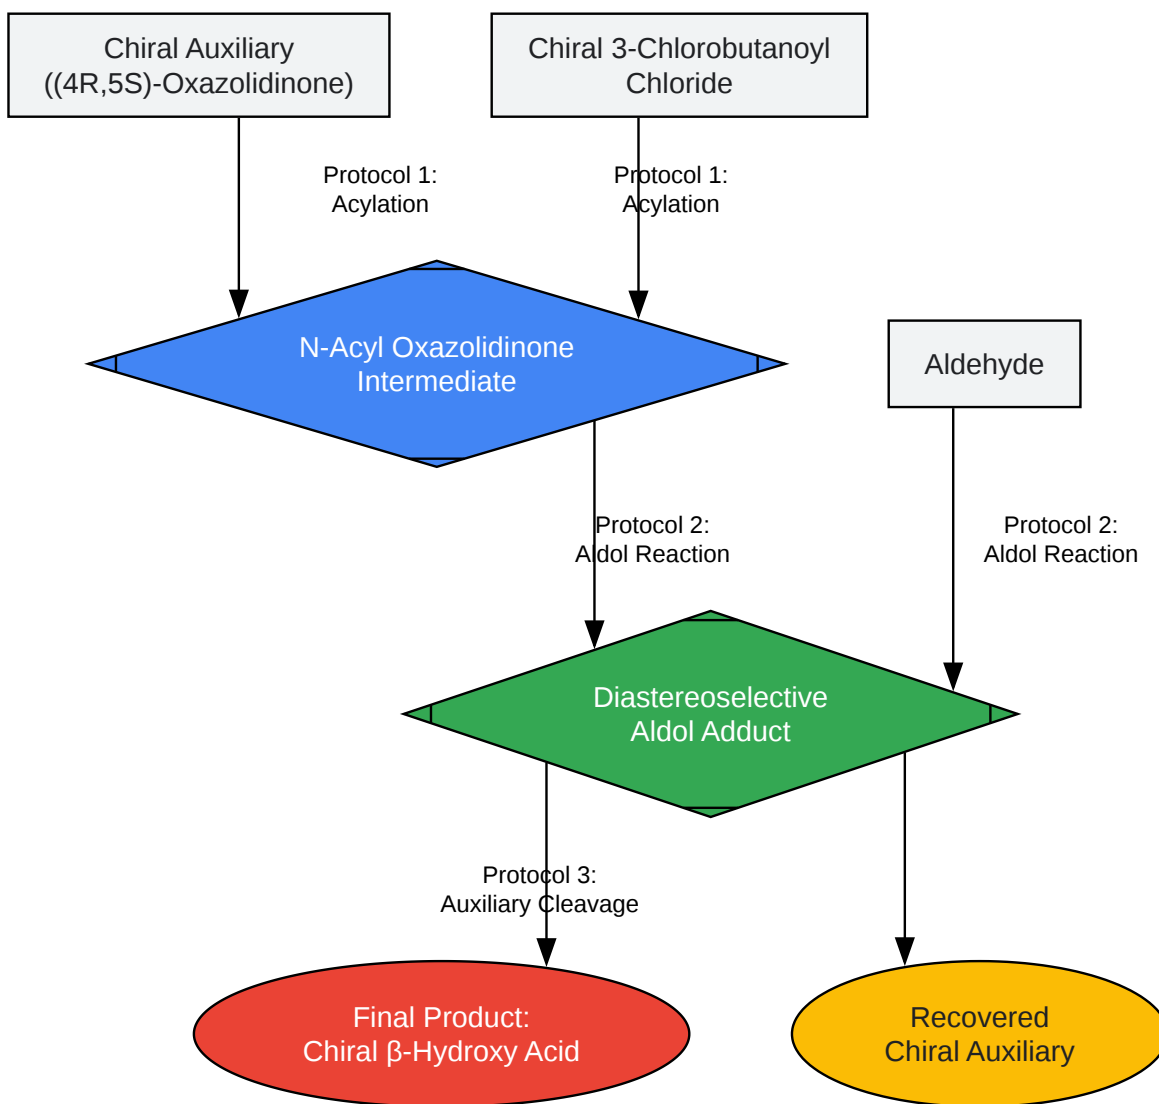 Chiral Auxiliary
((4R,5S)-Oxazolidinone)
Chiral 3-Chlorobutanoyl
Chloride
Protocol 1:
Acylation
Protocol 1:
Acylation
N-Acyl Oxazolidinone
Intermediate
Aldehyde
Protocol 2:
Aldol Reaction
Protocol 2:
Aldol Reaction
Diastereoselective
Aldol Adduct
Protocol 3:
Auxiliary Cleavage
Final Product:
Chiral β-Hydroxy Acid
Recovered
Chiral Auxiliary